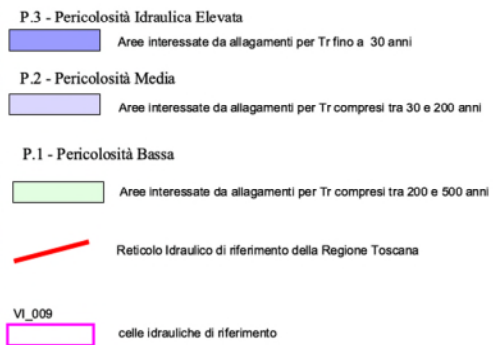 P.3 - Pericolosità Idraulica Elevata
Aree interessate da allagamenti per Tr fino a 30 anni
P.2 - Pericolosità Media
Aree interessate da allagamenti per Tr compresi tra 30 e 200 anni
P.1 - Pericolosità Bassa
Aree interessate da allagamenti per Tr compresi tra 200 e 500 anni
Reticolo Idraulico di riferimento della Regione Toscana
VI_009
celle idrauliche di riferimento